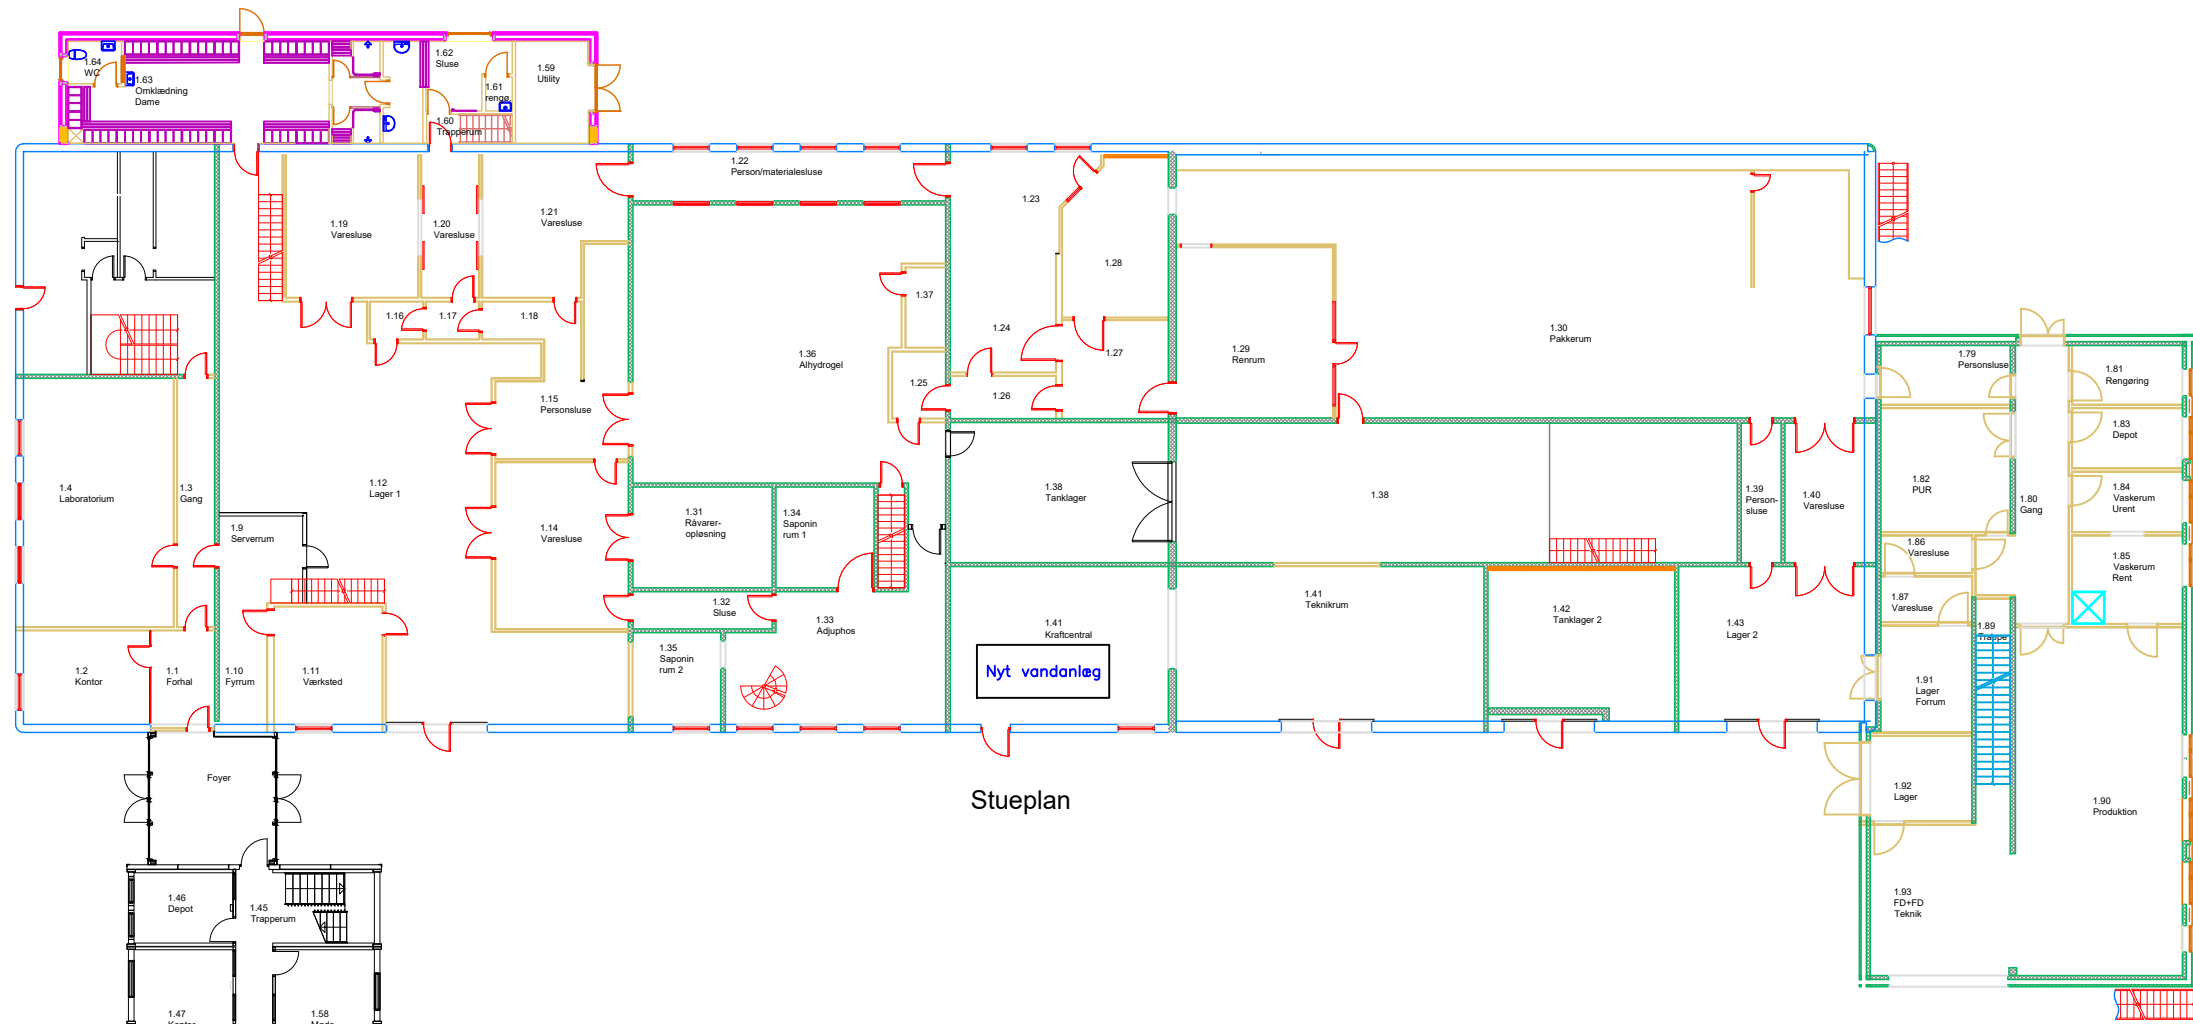 1.64
WC
1.63
Omklædning
Dame
1.62
Sluse
1.61
rengø.
1.59
Utility
1.60
Trapperum
1.22
Person/materialesluse
1.19
Varesluse
1.20
Varesluse
1.21
Varesluse
1.23
1.28
1.16
1.17
1.18
1.37
1.24
1.27
1.25
1.26
1.36
Alhydrogel
1.29
Renrum
1.30
Pakkerum
1.79
Personsluse
1.81
Rengøring
1.15
Personsluse
1.83
Depot
1.4
Laboratorium
1.3
Gang
1.12
Lager 1
1.38
Tanklager
1.38
1.39
Person-
sluse
1.40
Varesluse
1.82
PUR
1.80
Gang
1.84
Vaskerum
Urent
1.9
Serverrum
1.14
Varesluse
1.31
Råvarer-
opløsning
1.34
Saponin
rum 1
1.86
Varesluse
1.85
Vaskerum
Rent
1.32
Sluse
1.33
Adjuphos
1.41
Kraftcentral
1.41
Teknikrum
1.42
Tanklager 2
1.43
Lager 2
1.87
Varesluse
1.89
Trappe
1.2
Kontor
1.1
Forhal
1.10
Fyrrum
1.11
Værksted
1.35
Saponin
rum 2
Nyt vandanlæg
1.91
Lager
Forrum
Foyer
Stueplan
1.92
Lager
1.90
Produktion
1.46
Depot
1.45
Trapperum
1.93
FD+FD
Teknik
1.47
Kontor
1.58
Møde